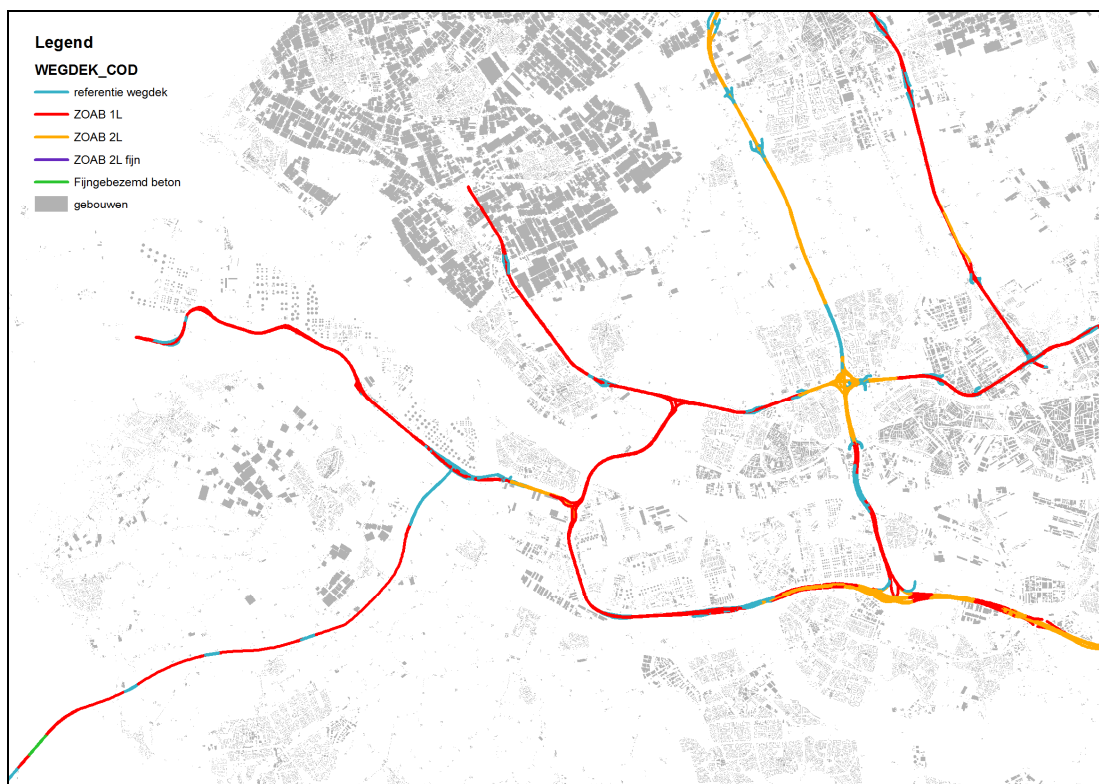 Legend
WEGDEK_COD
referentie wegdek
ZOAB 1L
ZOAB 2L
ZOAB 2L fijn
Fijngebezemd beton
gebouwen